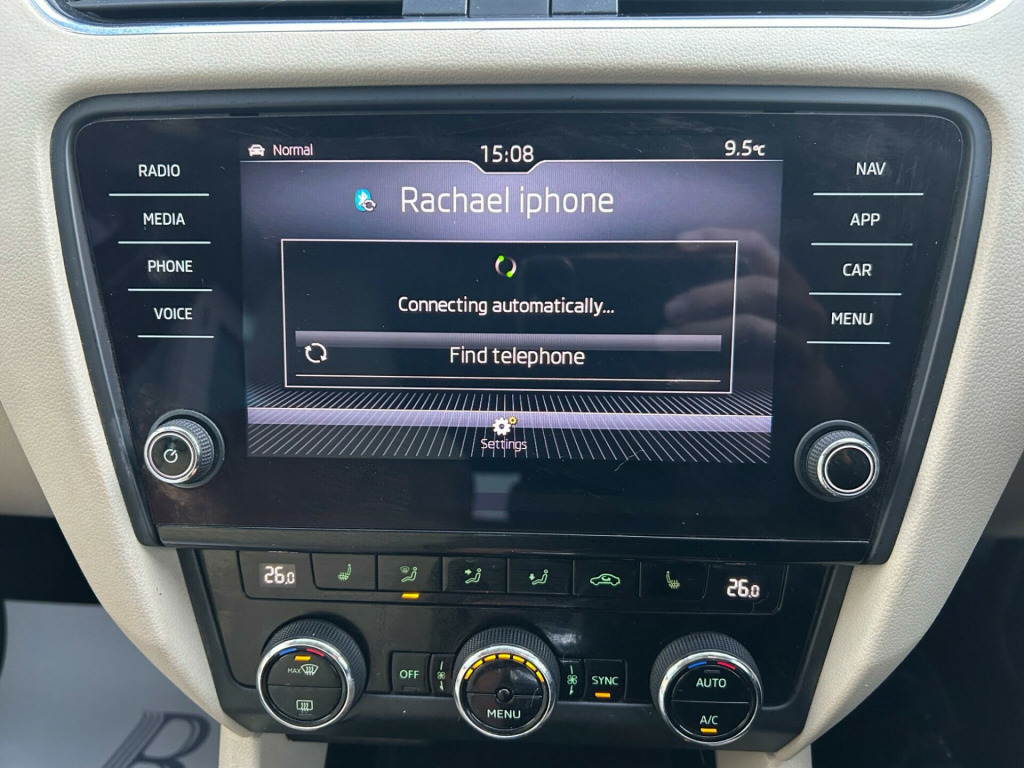 Normal
15:08
9.5°C
RADIO
MEDIA
PHONE
VOICE
Rachael iphone
Connecting automatically...
Find telephone
Settings
NAV
APP
CAR
MENU
26.0
26.0
MAX
OFF
MENU
SYNC
AUTO
A/C